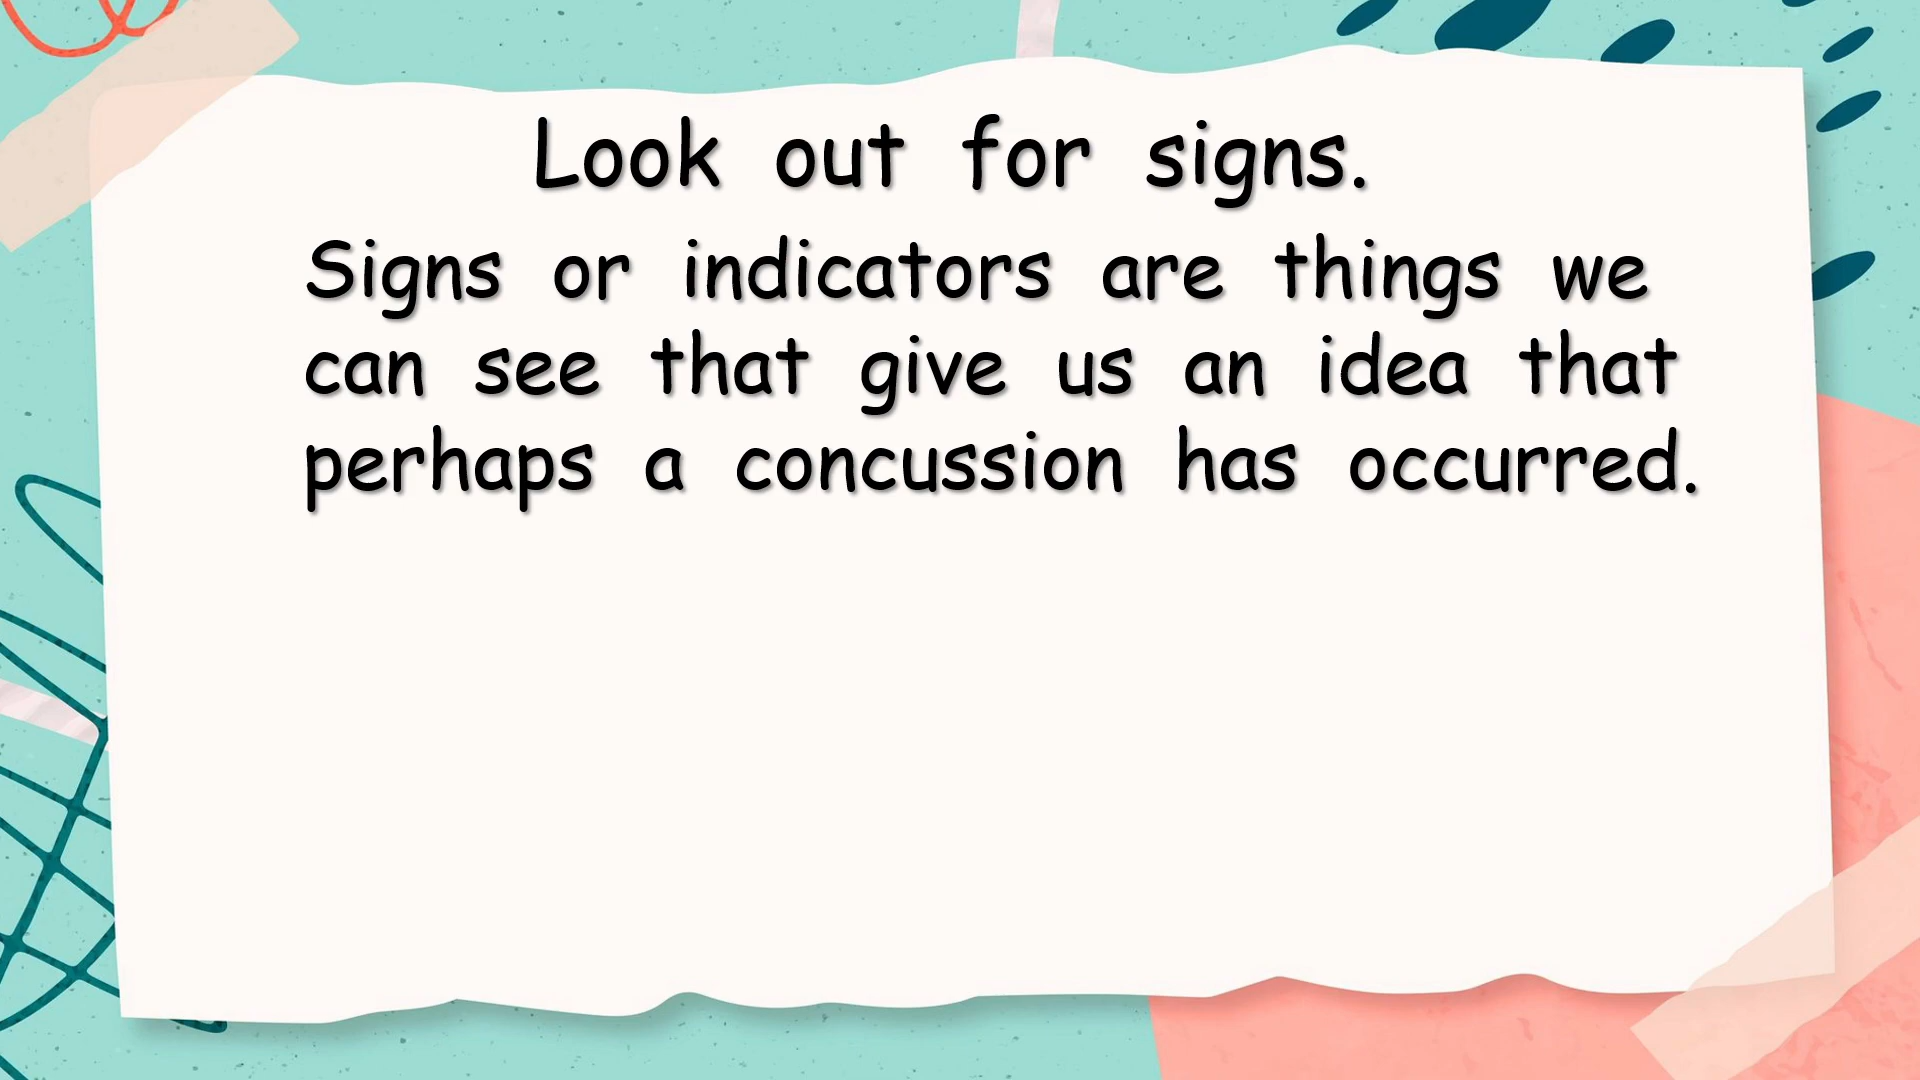 Look out for signs.
Signs or indicators are things we
can see that give us an idea that
perhaps a concussion has occurred.